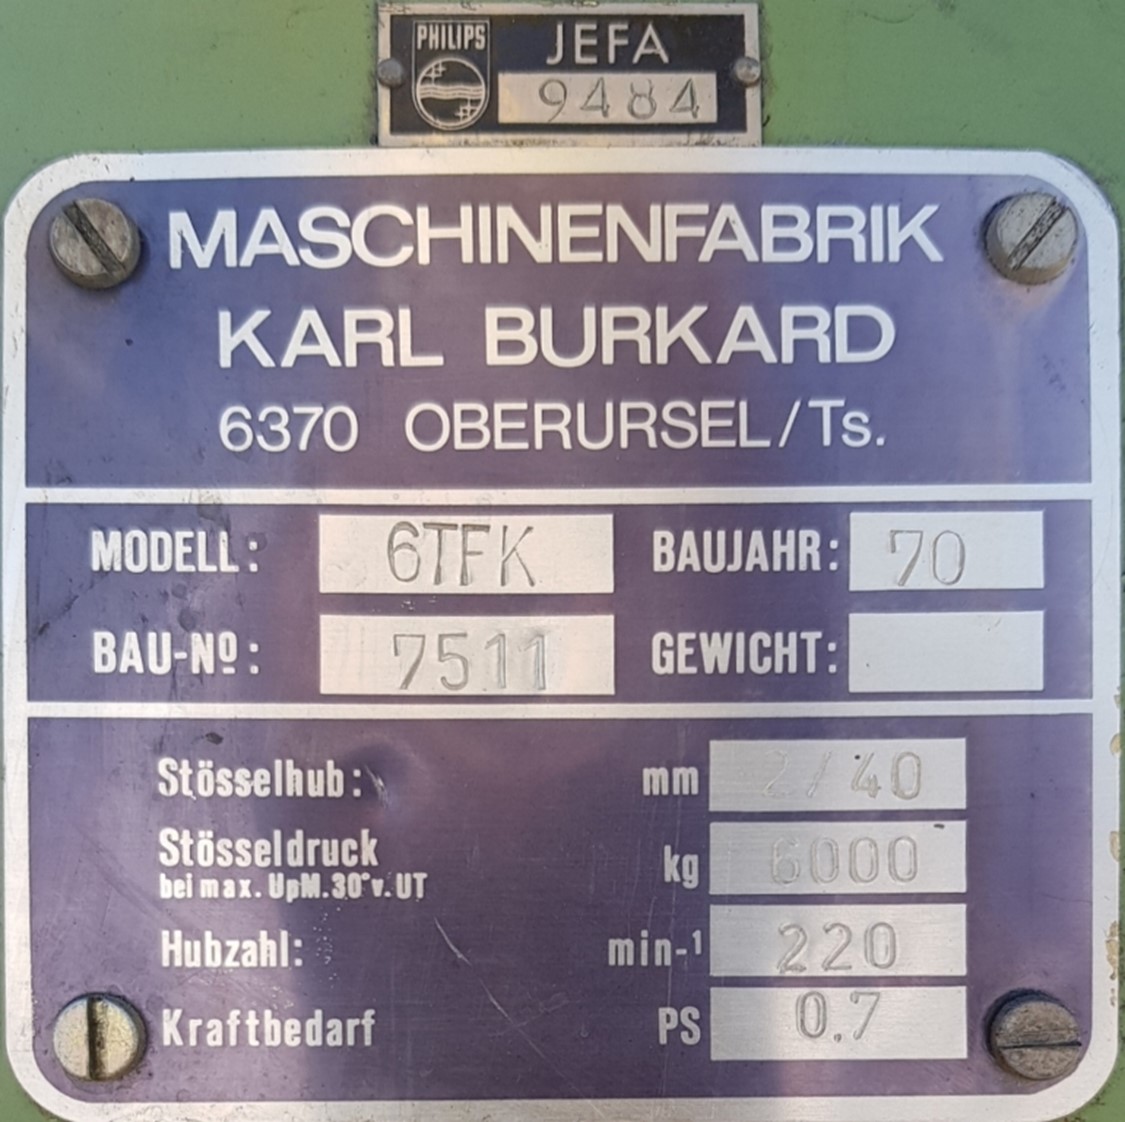 PHILIPS JEFA
9484
MASCHINENFABRIK
KARL BURKARD
6370 OBERURSEL/Ts.
MODELL: 6TFK BAUJAHR: 70
BAU-Nº: 7511 GEWICHT:
Stösselhub: mm 2/40
Stösseldruck kg 6000
bei max. UpM. 30° v. UT
Hubzahl: min-¹ 220
Kraftbedarf PS 0.7